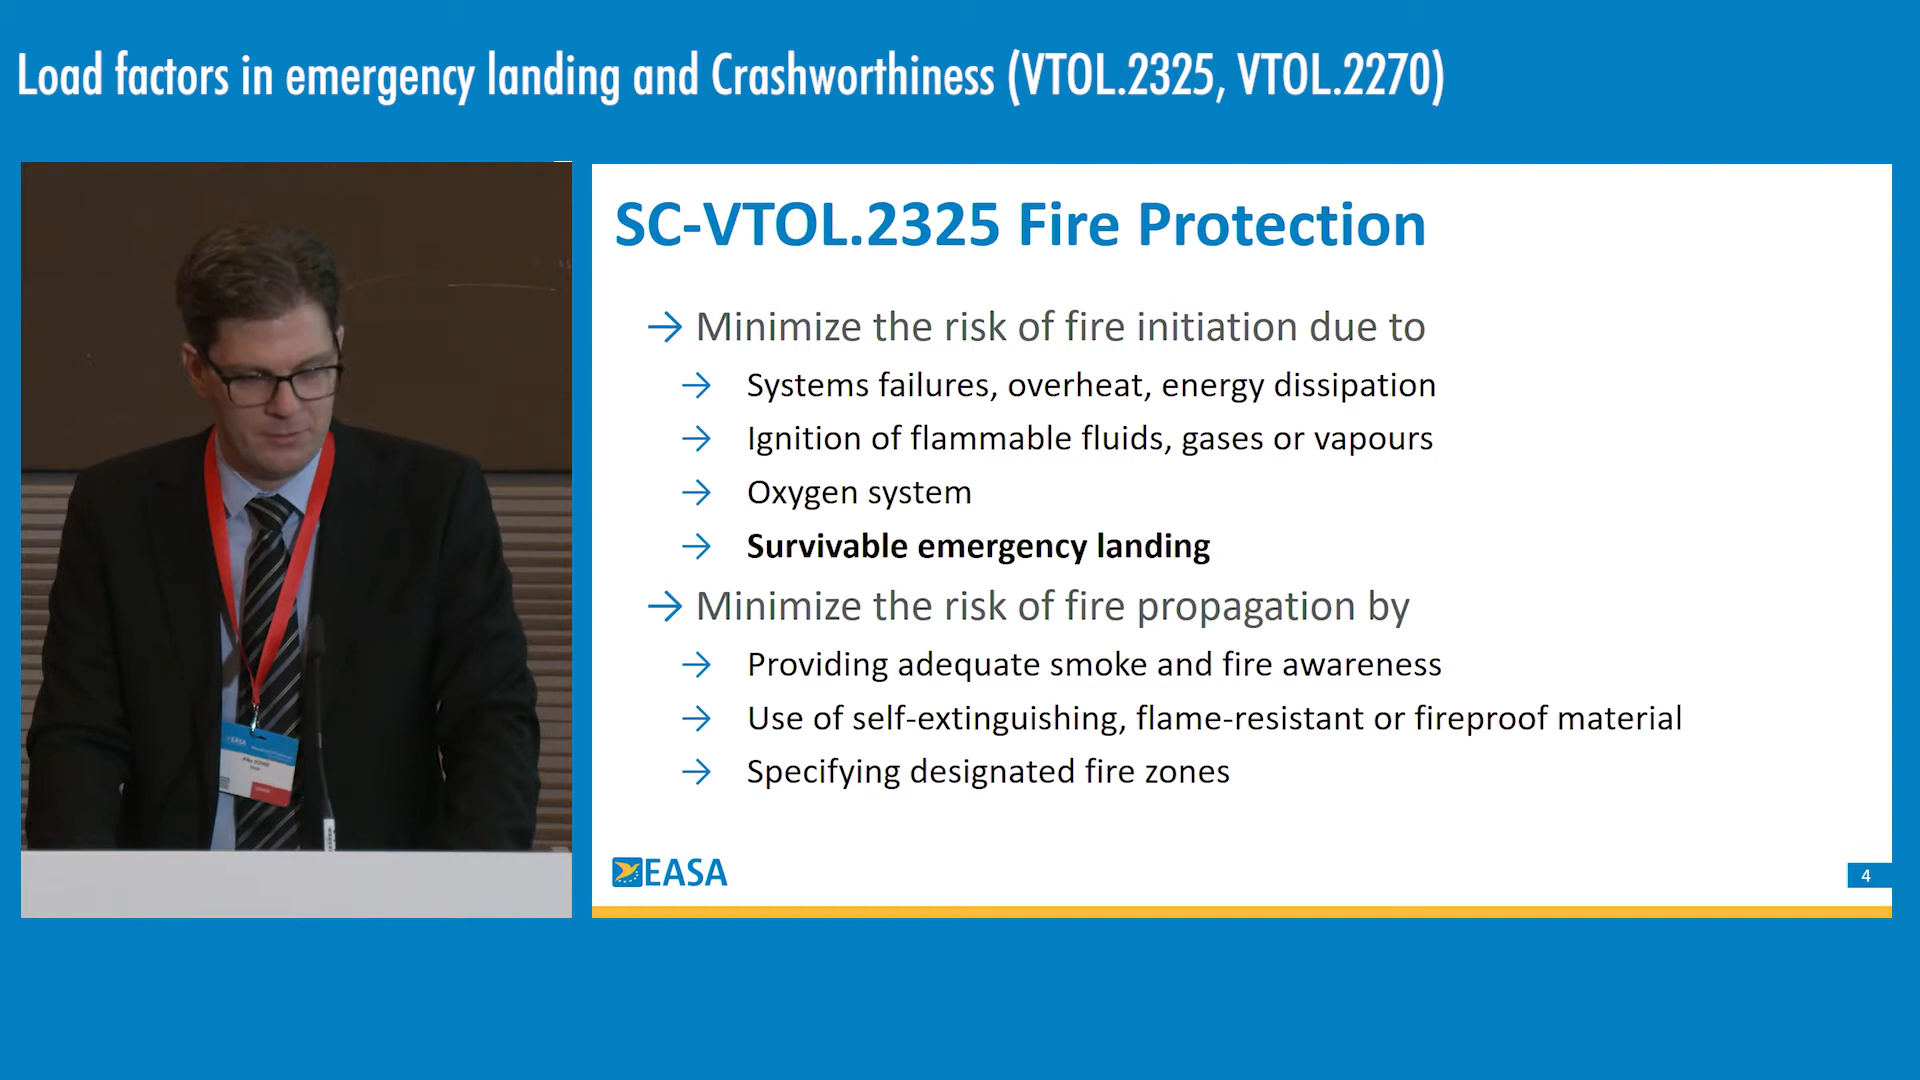 Load factors in emergency landing and Crashworthiness (VTOL.2325, VTOL.2270)
SC-VTOL.2325 Fire Protection
→ Minimize the risk of fire initiation due to
→ Systems failures, overheat, energy dissipation
→ Ignition of flammable fluids, gases or vapours
→ Oxygen system
→ Survivable emergency landing
→ Minimize the risk of fire propagation by
→ Providing adequate smoke and fire awareness
→ Use of self-extinguishing, flame-resistant or fireproof material
→ Specifying designated fire zones
EASA
4
EASA